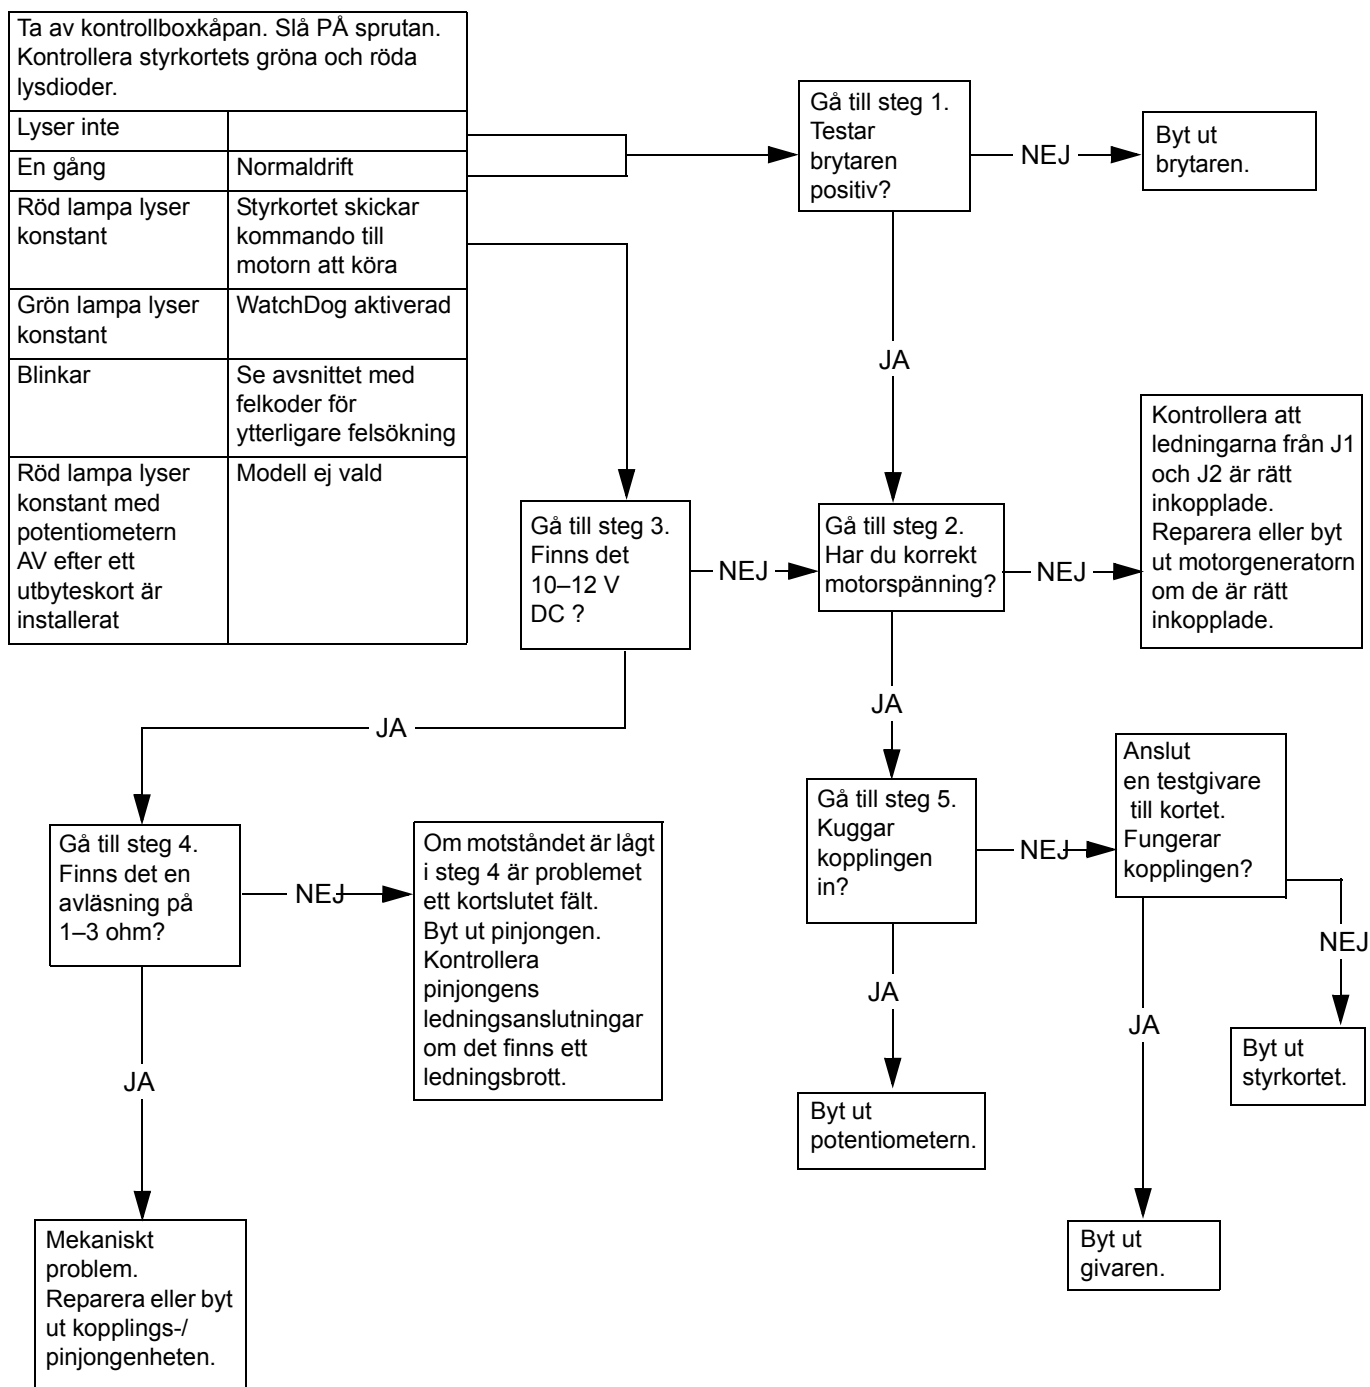 Ta av kontrollboxkåpan. Slå PÅ sprutan.
Kontrollera styrkortets gröna och röda
lysdioder.
Lyser inte
En gång
Normaldrift
Röd lampa lyser
konstant
Styrkortet skickar
kommando till
motorn att köra
Grön lampa lyser
konstant
WatchDog aktiverad
Blinkar
Se avsnittet med
felkoder för
ytterligare felsökning
Röd lampa lyser
konstant med
potentiometern
AV efter ett
utbyteskort är
installerat
Modell ej vald
Gå till steg 1.
Testar
brytaren
positiv?
NEJ
Byt ut
brytaren.
JA
Gå till steg 3.
Finns det
10–12 V
DC ?
NEJ
Gå till steg 2.
Har du korrekt
motorspänning?
NEJ
Kontrollera att
ledningarna från J1
och J2 är rätt
inkopplade.
Reparera eller byt
ut motorgeneratorn
om de är rätt
inkopplade.
JA
JA
Gå till steg 4.
Finns det en
avläsning på
1–3 ohm?
NEJ
Om motståndet är lågt
i steg 4 är problemet
ett kortslutet fält.
Byt ut pinjongen.
Kontrollera
pinjongens
ledningsanslutningar
om det finns ett
ledningsbrott.
Gå till steg 5.
Kuggar
kopplingen
in?
NEJ
Anslut
en testgivare
till kortet.
Fungerar
kopplingen?
NEJ
JA
JA
JA
Byt ut
styrkortet.
Byt ut
potentiometern.
Mekaniskt
problem.
Reparera eller byt
ut kopplings-/
pinjongenheten.
Byt ut
givaren.